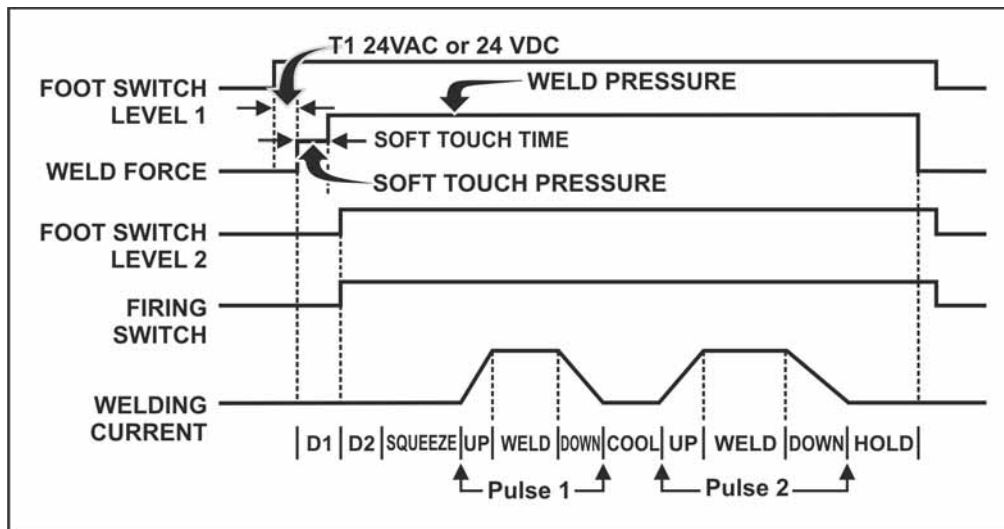 T1 24VAC or 24 VDC
FOOT SWITCH
LEVEL 1
WELD PRESSURE
SOFT TOUCH TIME
WELD FORCE
SOFT TOUCH PRESSURE
FOOT SWITCH
LEVEL 2
FIRING
SWITCH
WELDING
CURRENT
D1 D2 SQUEEZE UP WELD DOWN COOL UP WELD DOWN HOLD
Pulse 1 Pulse 2